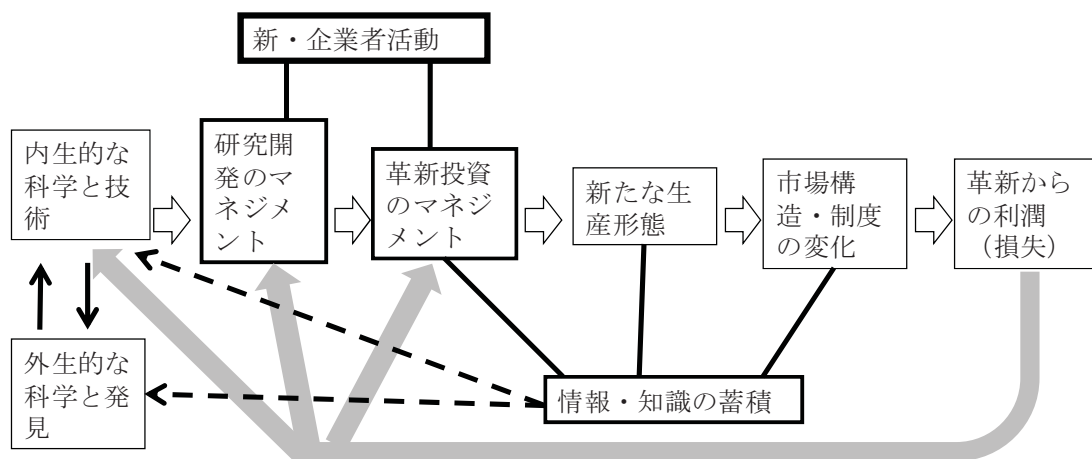 新・企業者活動
内生的な
科学と技
術
研究開
発のマ
ネジメ
ント
革新投資
のマネジ
メント
新たな生
産形態
市場構
造・制度
の変化
革新から
の利潤
(損失)
外生的な
科学と発
見
情報・知識の蓄積